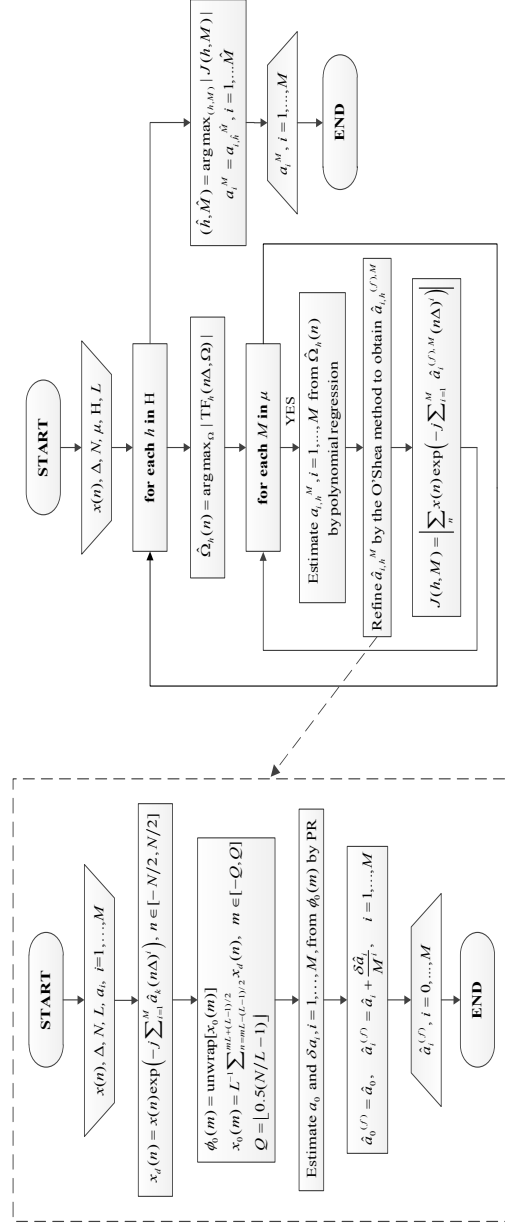 START
x(n), Δ, N, μ, H, L
for each h in H
Ω̂_h(n) = arg max_Ω | TF_h(nΔ, Ω) |
for each M in μ
YES
Estimate a_{i,h}^M, i = 1,..., M from Ω̂_h(n)
by polynomial regression
Refine â_{i,h}^M by the O'Shea method to obtain â_{i,h}^{(f),M}
J(h,M) = | ∑_n x(n) exp( −j ∑_{i=1}^M â_i^{(f),M} (nΔ)^i ) |
(ĥ, M̂) = arg max_{(h,M)} | J(h,M) |
a_i^M = a_{i,ĥ}^{M̂}, i = 1,...M̂
a_i^M, i = 1,..., M
END
START
x(n), Δ, N, L, a_i, i=1,…,M
x_d(n) = x(n) exp( −j ∑_{i=1}^M â_k (nΔ)^i ), n ∈ [−N/2, N/2]
ϕ_0(m) = unwrap[x_0(m)]
x_0(m) = L^{−1} ∑_{n=mL−(L−1)/2}^{mL+(L−1)/2} x_d(n), m ∈ [−Q, Q]
Q = ⌊0.5(N/L − 1)⌋
Estimate a_0 and δa_i, i = 1,..., M, from ϕ_0(m) by PR
â_0^{(f)} = â_0, â_i^{(f)} = â_i + δâ_i/M^i, i = 1,..., M
â_i^{(f)}, i = 0,..., M
END